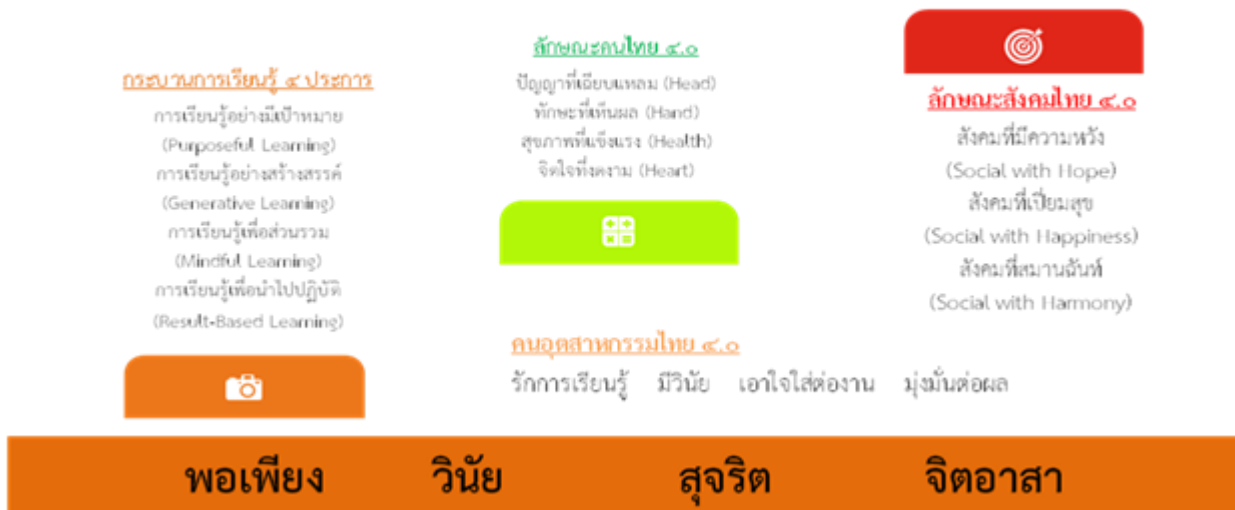 กระบวนการเรียนรู้ ๔ ประการ
การเรียนรู้อย่างมีเป้าหมาย
(Purposeful Learning)
การเรียนรู้อย่างสร้างสรรค์
(Generative Learning)
การเรียนรู้เพื่อส่วนรวม
(Mindful Learning)
การเรียนรู้เพื่อนำไปปฏิบัติ
(Result-Based Learning)
ลักษณะคนไทย ๔.๐
ปัญญาที่เฉียบแหลม (Head)
ทักษะที่เห็นผล (Hand)
สุขภาพที่แข็งแรง (Health)
จิตใจที่งดงาม (Heart)
ลักษณะสังคมไทย ๔.๐
สังคมที่มีความหวัง
(Social with Hope)
สังคมที่เปี่ยมสุข
(Social with Happiness)
สังคมที่สมานฉันท์
(Social with Harmony)
คนอุตสาหกรรมไทย ๔.๐
รักการเรียนรู้ มีวินัย เอาใจใส่ต่องาน มุ่งมั่นต่อผล
พอเพียง วินัย สุจริต จิตอาสา